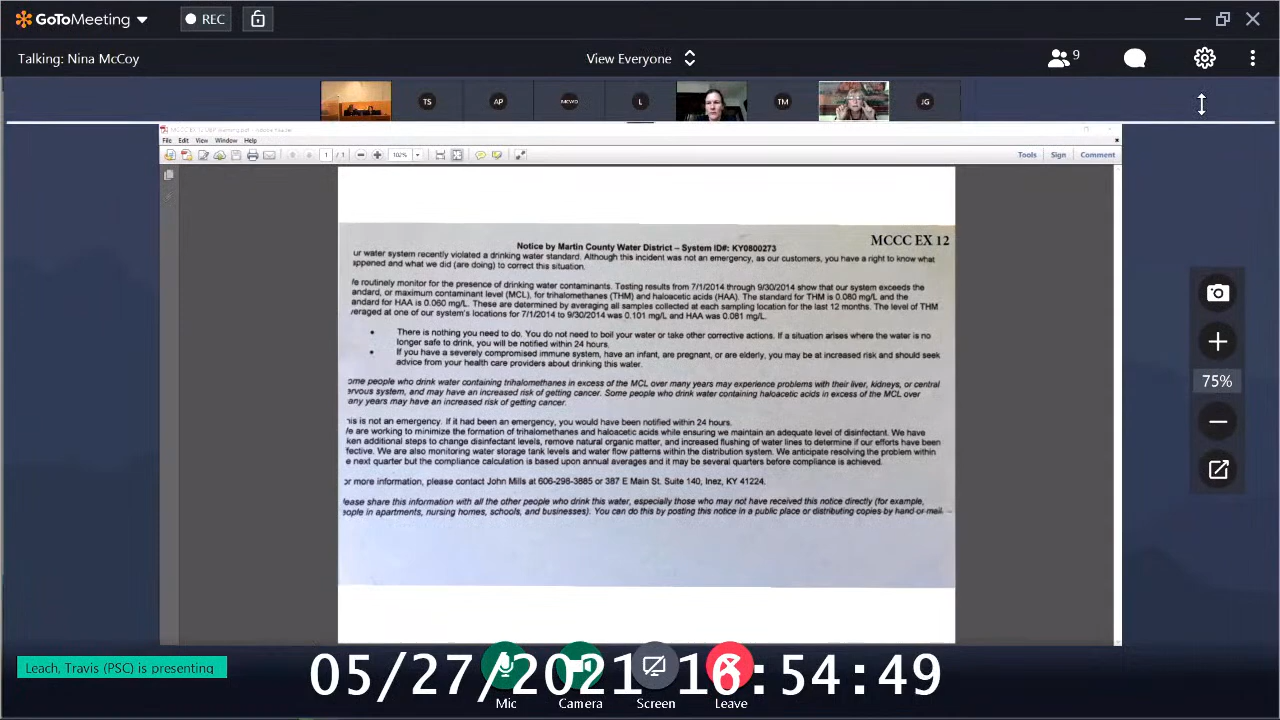 GoToMeeting
REC
Talking: Nina McCoy
View Everyone
9
TS
AP
MCWD
L
TM
JG
File Edit View Window Help
1 / 1
102%
Tools Sign Comment
MCCC EX 12
Notice by Martin County Water District – System ID#: KY0800273
ur water system recently violated a drinking water standard. Although this incident was not an emergency, as our customers, you have a right to know what
appened and what we did (are doing) to correct this situation.
/e routinely monitor for the presence of drinking water contaminants. Testing results from 7/1/2014 through 9/30/2014 show that our system exceeds the
andard, or maximum contaminant level (MCL), for trihalomethanes (THM) and haloacetic acids (HAA). The standard for THM is 0.080 mg/L and the
andard for HAA is 0.060 mg/L. These are determined by averaging all samples collected at each sampling location for the last 12 months. The level of THM
/eraged at one of our system's locations for 7/1/2014 to 9/30/2014 was 0.101 mg/L and HAA was 0.081 mg/L.
• There is nothing you need to do. You do not need to boil your water or take other corrective actions. If a situation arises where the water is no
longer safe to drink, you will be notified within 24 hours.
• If you have a severely compromised immune system, have an infant, are pregnant, or are elderly, you may be at increased risk and should seek
advice from your health care providers about drinking this water.
ome people who drink water containing trihalomethanes in excess of the MCL over many years may experience problems with their liver, kidneys, or central
ervous system, and may have an increased risk of getting cancer. Some people who drink water containing haloacetic acids in excess of the MCL over
any years may have an increased risk of getting cancer.
nis is not an emergency. If it had been an emergency, you would have been notified within 24 hours.
/e are working to minimize the formation of trihalomethanes and haloacetic acids while ensuring we maintain an adequate level of disinfectant. We have
ken additional steps to change disinfectant levels, remove natural organic matter, and increased flushing of water lines to determine if our efforts have been
fective. We are also monitoring water storage tank levels and water flow patterns within the distribution system. We anticipate resolving the problem within
e next quarter but the compliance calculation is based upon annual averages and it may be several quarters before compliance is achieved.
or more information, please contact John Mills at 606-298-3885 or 387 E Main St. Suite 140, Inez, KY 41224.
lease share this information with all the other people who drink this water, especially those who may not have received this notice directly (for example,
eople in apartments, nursing homes, schools, and businesses). You can do this by posting this notice in a public place or distributing copies by hand or mail.
75%
Leach, Travis (PSC) is presenting
05/27/2021 16:54:49
Mic Camera Screen Leave